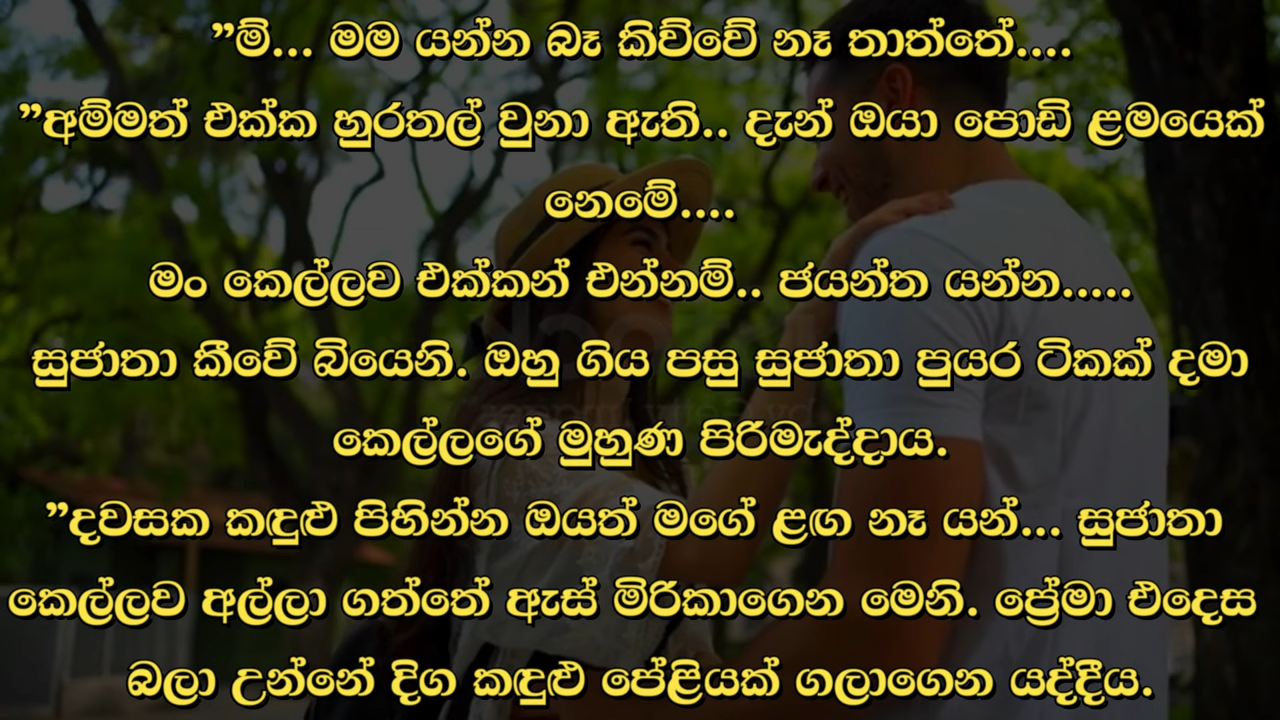 ”ම්... මම යන්න බෑ කිව්වේ නෑ තාත්තේ....
”අම්මත් එක්ක හුරතල් වුනා ඇති.. දැන් ඔයා පොඩි ළමයෙක්
නෙමේ....
මං කෙල්ලව එක්කන් එන්නම්.. ජයන්ත යන්න.....
සුජාතා කීවේ බියෙනි. ඔහු ගිය පසු සුජාතා පුයර ටිකක් දමා
කෙල්ලගේ මුහුණ පිරිමැද්දාය.
”දවසක කඳුළු පිහින්න ඔයත් මගේ ළඟ නෑ යන්... සුජාතා
කෙල්ලව අල්ලා ගත්තේ ඇස් මිරිකාගෙන මෙනි. ප්‍රේමා එදෙස
බලා උන්නේ දිග කඳුළු පේළියක් ගලාගෙන යද්දීය.